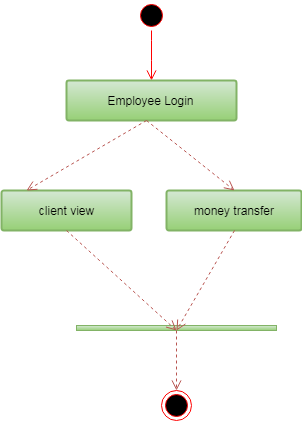 Employee Login
client view
money transfer